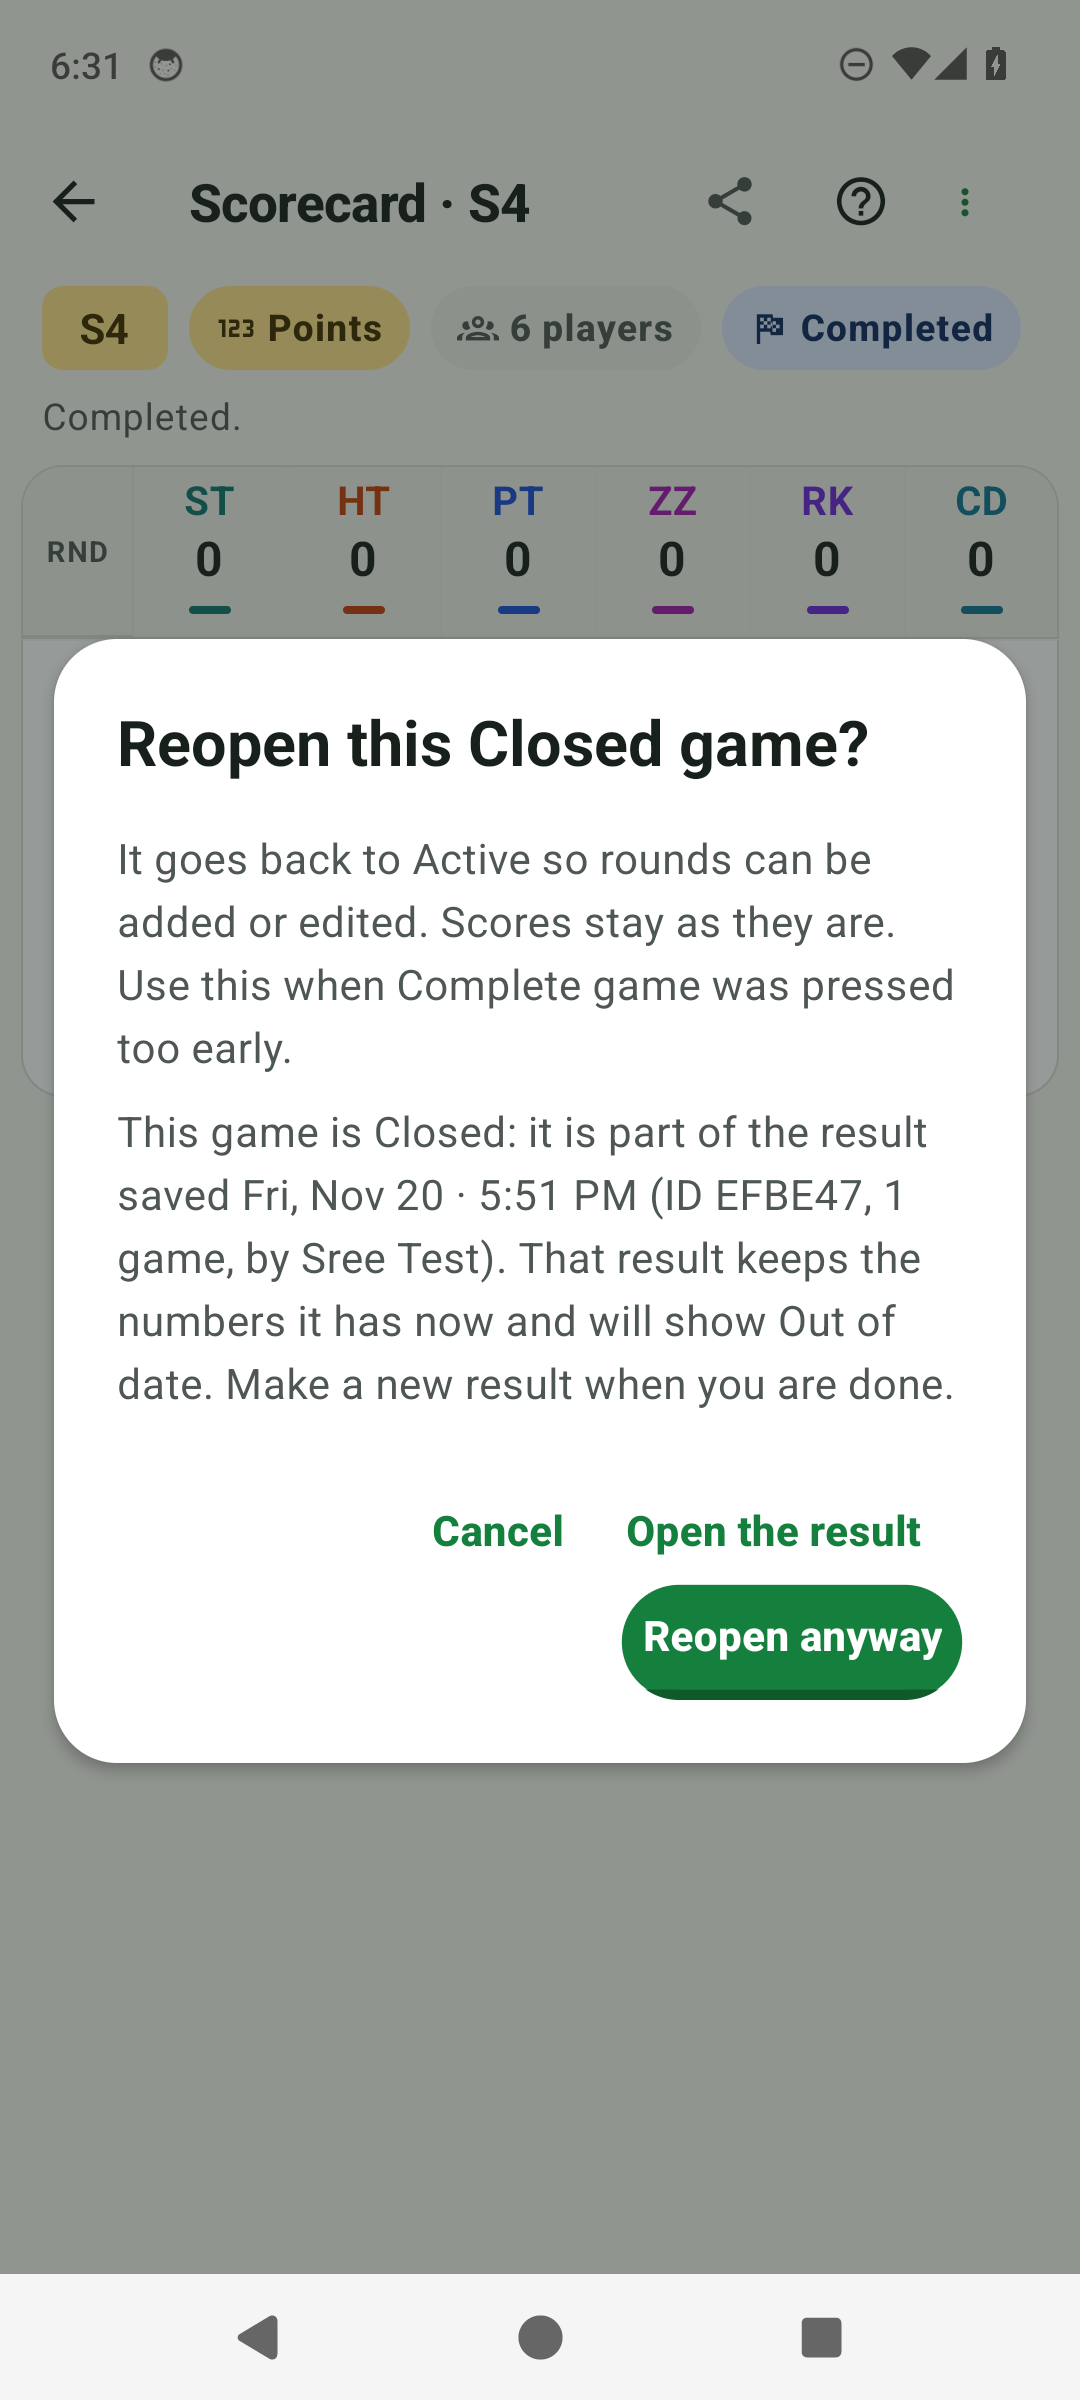 6:31
Scorecard · S4
S4
123 Points
6 players
Completed
Completed.
RND
ST HT PT ZZ RK CD
0 0 0 0 0 0
Reopen this Closed game?
It goes back to Active so rounds can be
added or edited. Scores stay as they are.
Use this when Complete game was pressed
too early.
This game is Closed: it is part of the result
saved Fri, Nov 20 · 5:51 PM (ID EFBE47, 1
game, by Sree Test). That result keeps the
numbers it has now and will show Out of
date. Make a new result when you are done.
Cancel
Open the result
Reopen anyway